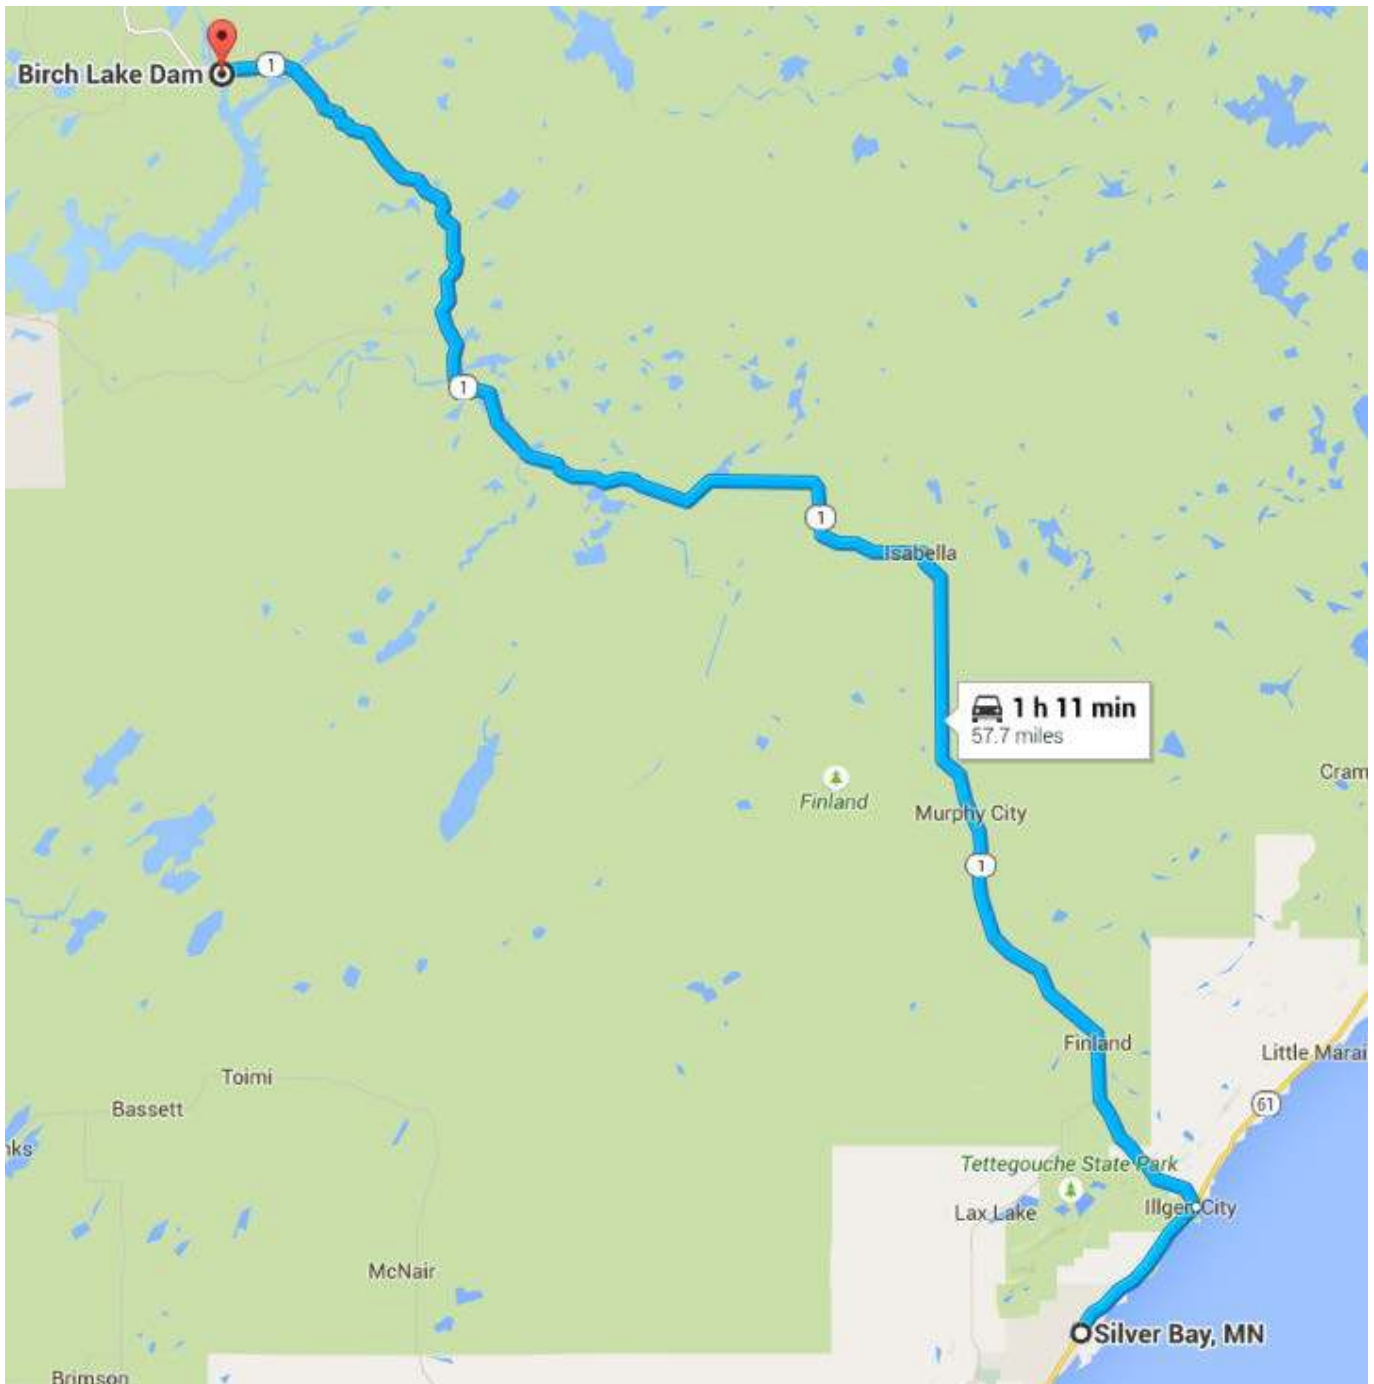 Birch Lake Dam
1
1
1
Isabella
1 h 11 min
57.7 miles
Cram
Finland
Murphy City
1
Finland
Little Marai
Toimi
Bassett
61
nks
Tettegouche State Park
Lax Lake
Illgen City
McNair
Silver Bay, MN
Brimson